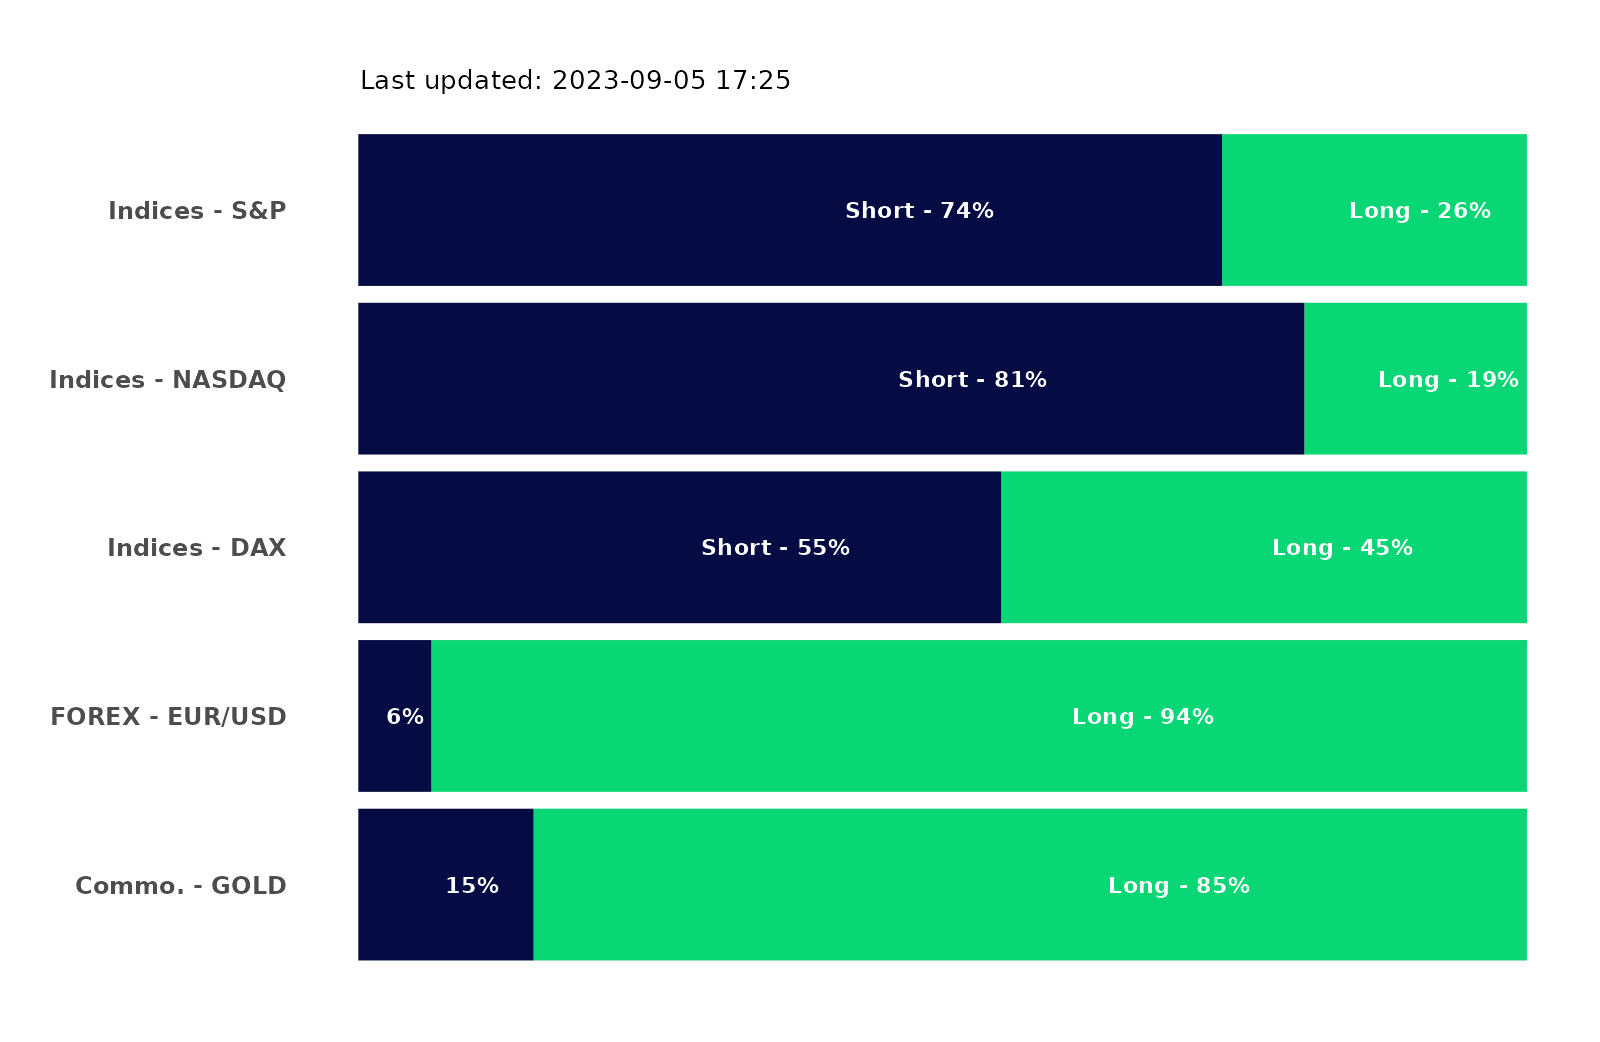 Last updated: 2023-09-05 17:25
Indices - S&P
Short - 74%
Long - 26%
Indices - NASDAQ
Short - 81%
Long - 19%
Indices - DAX
Short - 55%
Long - 45%
FOREX - EUR/USD
6%
Long - 94%
Commo. - GOLD
15%
Long - 85%